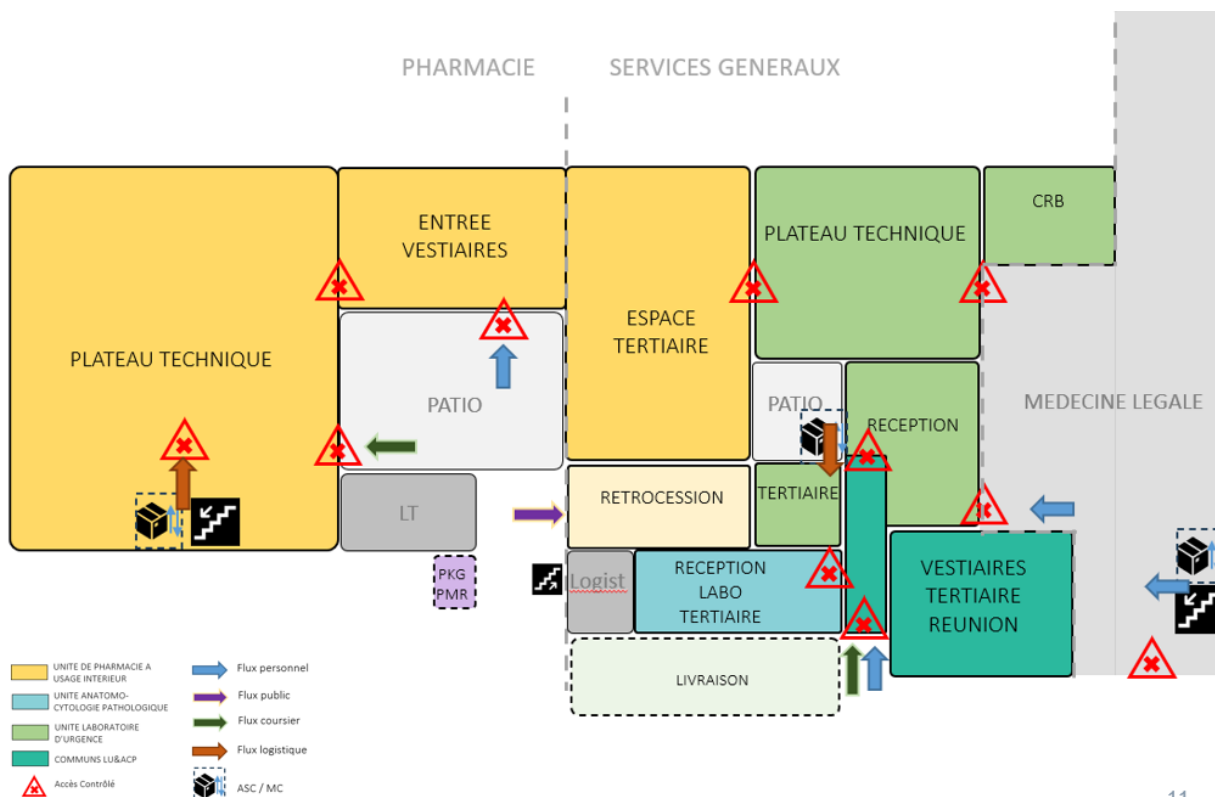 PHARMACIE
SERVICES GENERAUX
ENTREE
VESTIAIRES
PLATEAU TECHNIQUE
CRB
ESPACE
TERTIAIRE
PLATEAU TECHNIQUE
PATIO
PATIO
RECEPTION
MEDECINE LEGALE
RETROCESSION
TERTIAIRE
LT
PKG
PMR
Logist
RECEPTION
LABO
TERTIAIRE
VESTIAIRES
TERTIAIRE
REUNION
LIVRAISON
UNITE DE PHARMACIE A
USAGE INTERIEUR
UNITE ANATOMO-
CYTOLOGIE PATHOLOGIQUE
UNITE LABORATOIRE
D'URGENCE
COMMUNS LU&ACP
Accès Contrôlé
Flux personnel
Flux public
Flux coursier
Flux logistique
ASC / MC
11